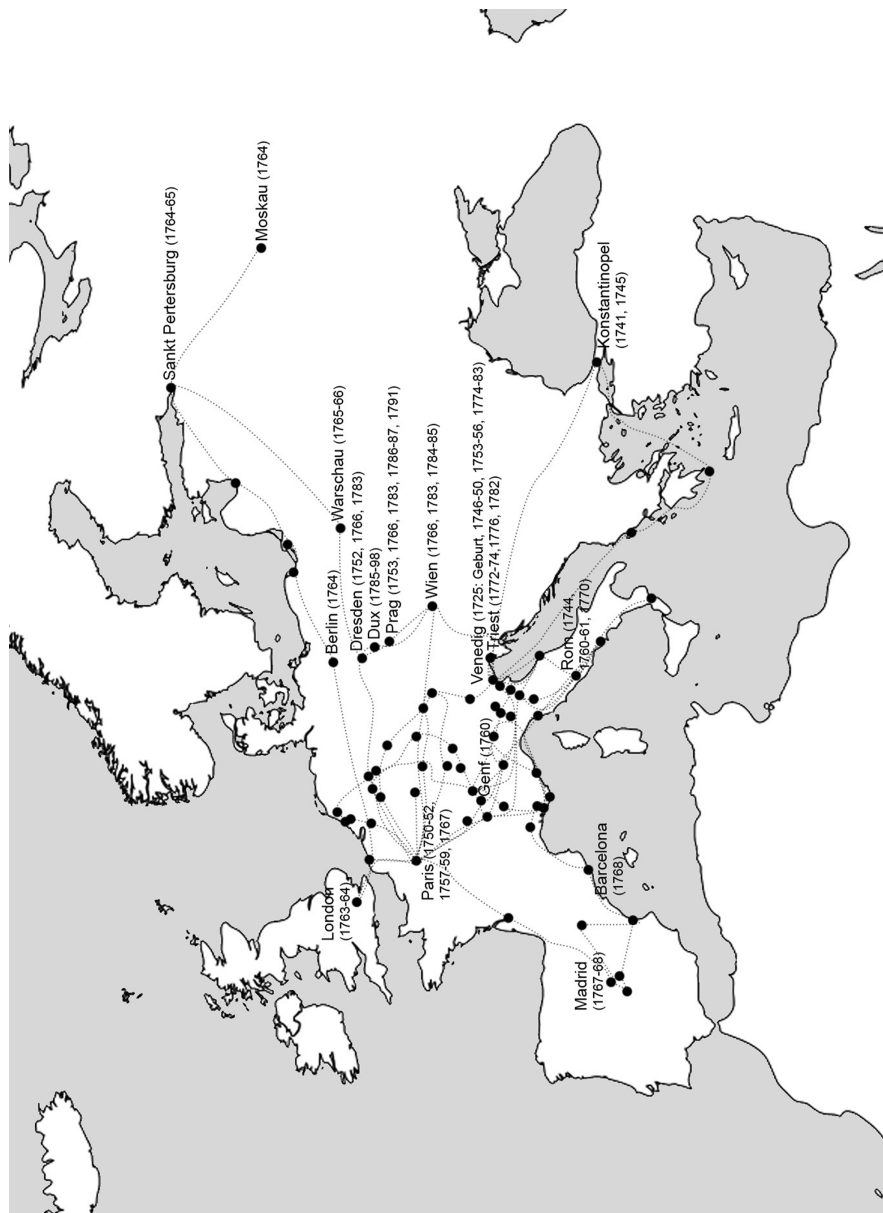 Sankt Pertersburg (1764-65)
Moskau (1764)
London
(1763-64)
Berlin (1764)
Warschau (1765-66)
Dresden (1752, 1766, 1783)
Dux (1785-98)
Prag (1753, 1766, 1783, 1786-87, 1791)
Paris (1750-52,
1757-59, 1767)
Wien (1766, 1783, 1784-85)
Venedig (1725: Geburt, 1746-50, 1753-56, 1774-83)
Triest (1772-74,1776, 1782)
Genf (1760)
Rom (1744,
1760-61, 1770)
Madrid
(1767-68)
Barcelona
(1768)
Konstantinopel
(1741, 1745)